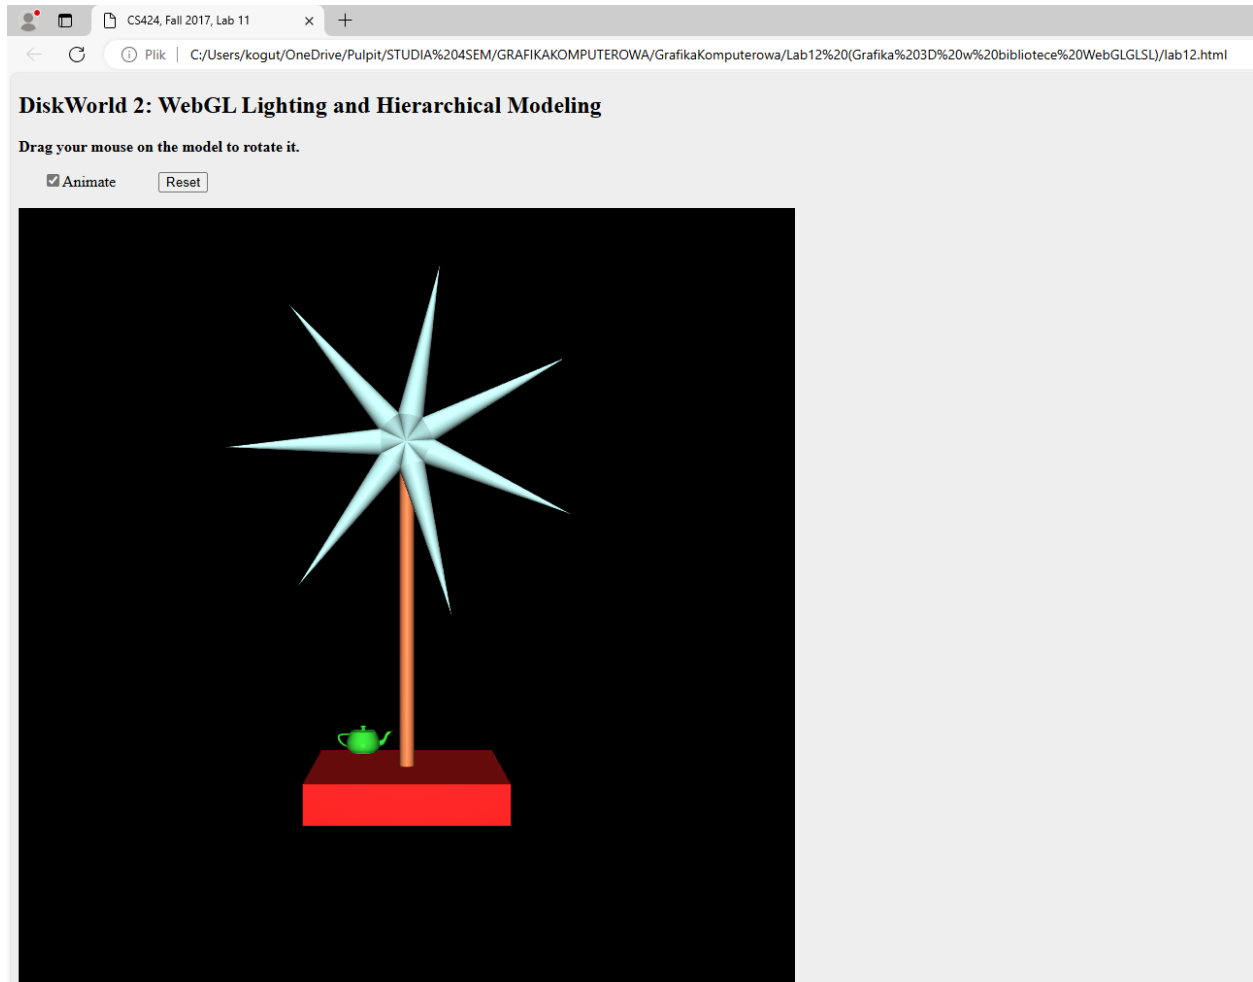 CS424, Fall 2017, Lab 11
Plik C:/Users/kogut/OneDrive/Pulpit/STUDIA%204SEM/GRAFIKAKOMPUTEROWA/GrafikaKomputerowa/Lab12%20(Grafika%203D%20w%20bibliotece%20WebGLGLSL)/lab12.html
DiskWorld 2: WebGL Lighting and Hierarchical Modeling
Drag your mouse on the model to rotate it.
Animate Reset